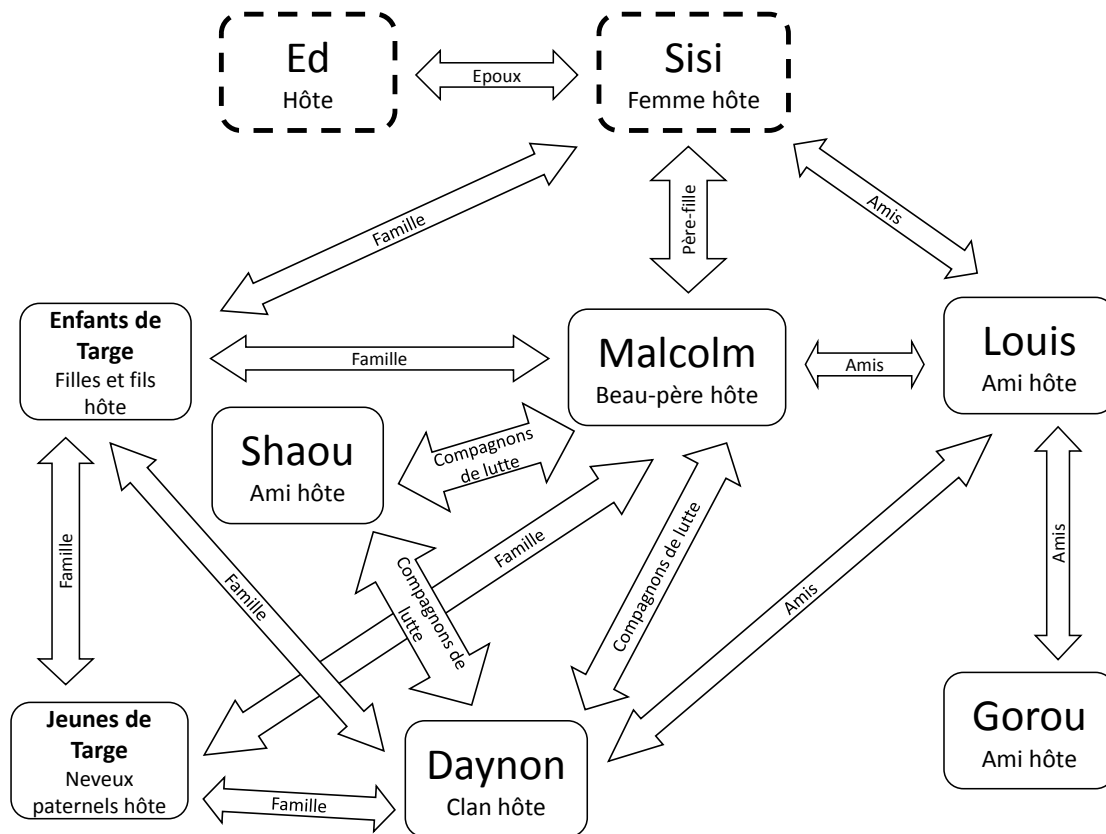 Ed
Hôte
Epoux
Sisi
Femme hôte
Famille
Père-fille
Amis
Enfants de
Targe
Filles et fils
hôte
Famille
Malcolm
Beau-père hôte
Amis
Louis
Ami hôte
Shaou
Ami hôte
Compagnons
de lutte
Famille
Famille
Compagnons de
lutte
Famille
Compagnons de lutte
Amis
Amis
Jeunes de
Targe
Neveux
paternels hôte
Famille
Daynon
Clan hôte
Gorou
Ami hôte